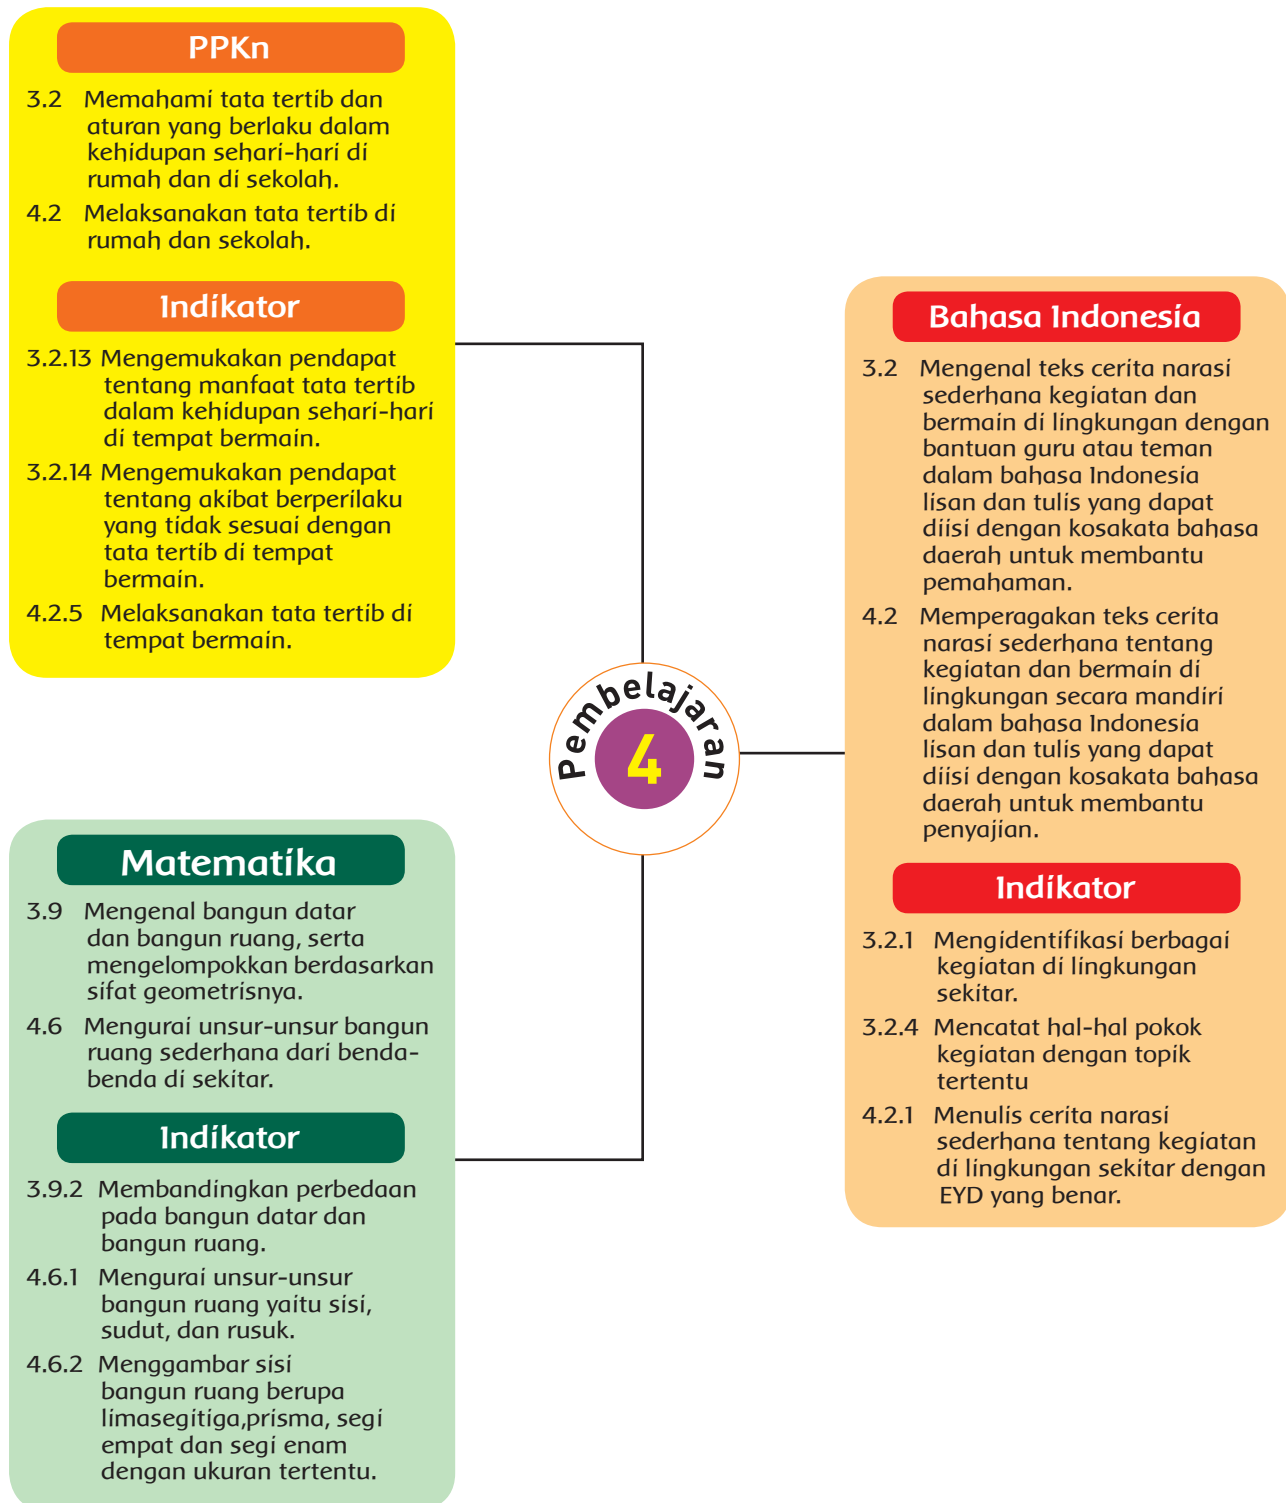 PPKn
3.2 Memahami tata tertib dan
aturan yang berlaku dalam
kehidupan sehari-hari di
rumah dan di sekolah.
4.2 Melaksanakan tata tertib di
rumah dan sekolah.
Indikator
3.2.13 Mengemukakan pendapat
tentang manfaat tata tertib
dalam kehidupan sehari-hari
di tempat bermain.
3.2.14 Mengemukakan pendapat
tentang akibat berperilaku
yang tidak sesuai dengan
tata tertib di tempat
bermain.
4.2.5 Melaksanakan tata tertib di
tempat bermain.
Pembelajaran
4
Bahasa Indonesia
3.2 Mengenal teks cerita narasi
sederhana kegiatan dan
bermain di lingkungan dengan
bantuan guru atau teman
dalam bahasa Indonesia
lisan dan tulis yang dapat
diisi dengan kosakata bahasa
daerah untuk membantu
pemahaman.
4.2 Memperagakan teks cerita
narasi sederhana tentang
kegiatan dan bermain di
lingkungan secara mandiri
dalam bahasa Indonesia
lisan dan tulis yang dapat
diisi dengan kosakata bahasa
daerah untuk membantu
penyajian.
Indikator
3.2.1 Mengidentifikasi berbagai
kegiatan di lingkungan
sekitar.
3.2.4 Mencatat hal-hal pokok
kegiatan dengan topik
tertentu
4.2.1 Menulis cerita narasi
sederhana tentang kegiatan
di lingkungan sekitar dengan
EYD yang benar.
Matematika
3.9 Mengenal bangun datar
dan bangun ruang, serta
mengelompokkan berdasarkan
sifat geometrisnya.
4.6 Mengurai unsur-unsur bangun
ruang sederhana dari benda-
benda di sekitar.
Indikator
3.9.2 Membandingkan perbedaan
pada bangun datar dan
bangun ruang.
4.6.1 Mengurai unsur-unsur
bangun ruang yaitu sisi,
sudut, dan rusuk.
4.6.2 Menggambar sisi
bangun ruang berupa
limasegitiga,prisma, segi
empat dan segi enam
dengan ukuran tertentu.